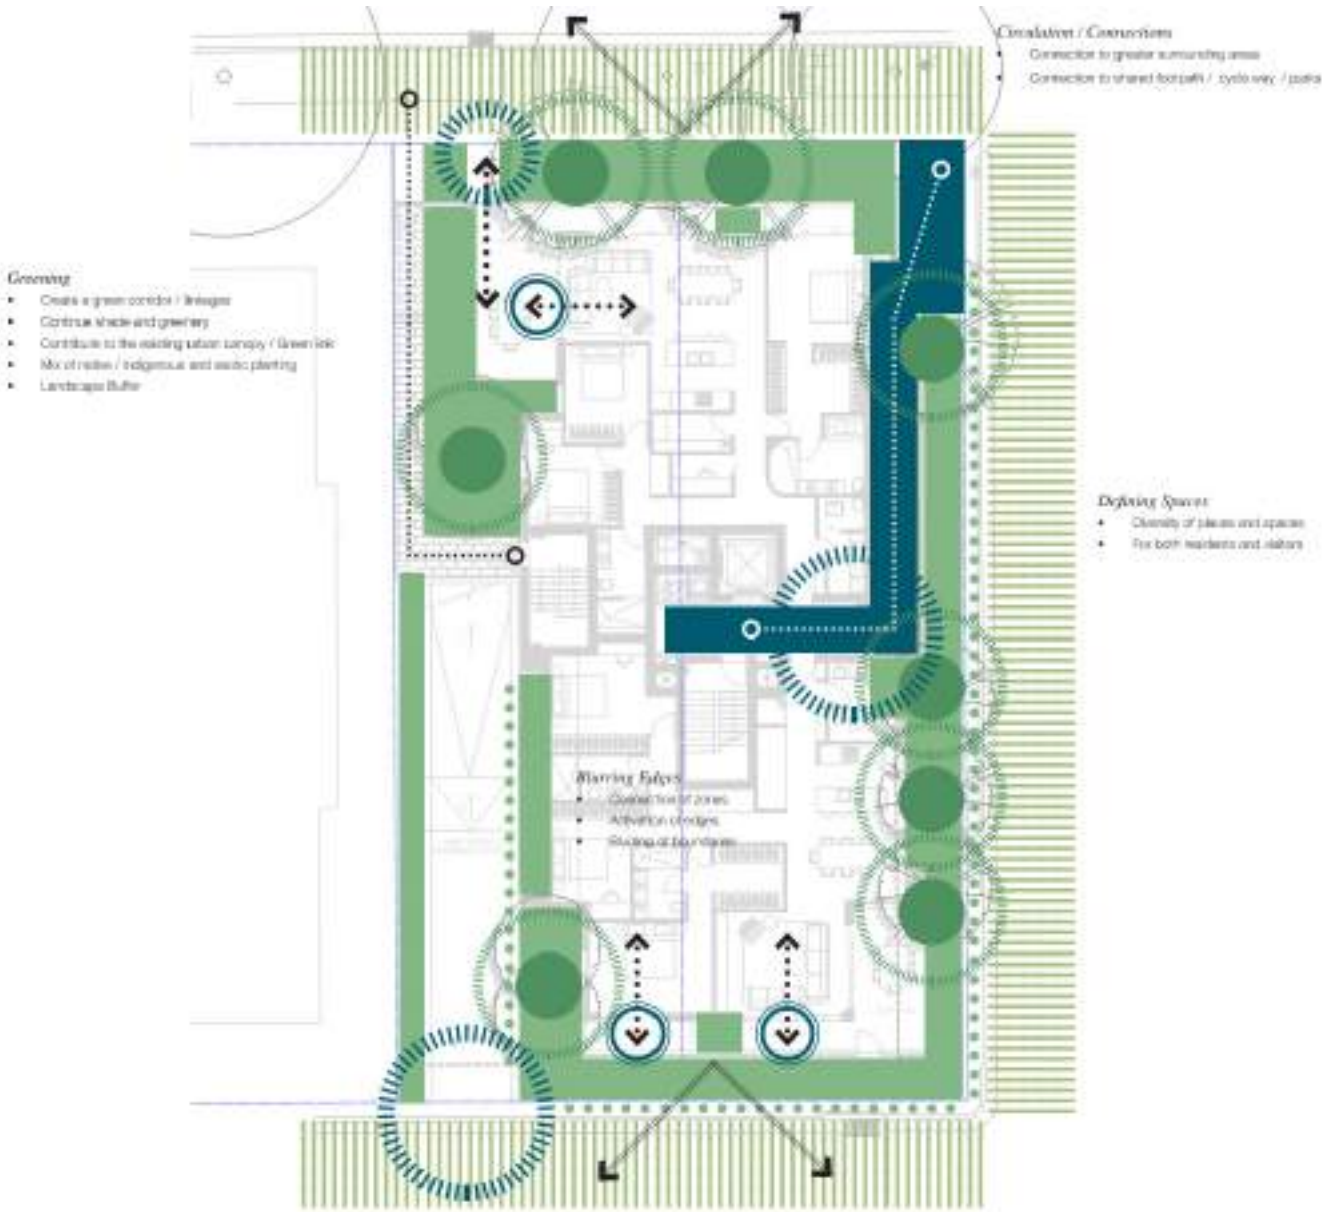 Circulation / Connections
• Connection to greater surrounding areas
• Connection to shared footpath / cycle way / parks
Greening
• Create a green corridor / linkages
• Continue shade and greenery
• Contribute to the existing urban canopy / Green link
• Mix of native / indigenous and exotic planting
• Landscape Buffer
Defining Spaces
• Diversity of places and spaces
• For both residents and visitors
Blurring Edges
• Connection of zones
• Activation of edges
• at boundaries